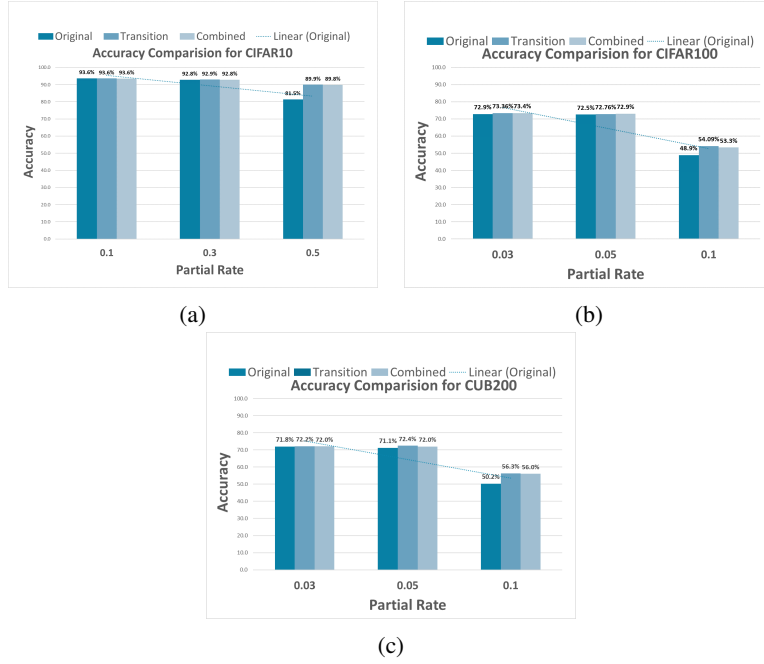 Original Transition Combined Linear (Original)
Accuracy Comparision for CIFAR10
100.0
90.0
80.0
70.0
60.0
50.0
40.0
30.0
20.0
10.0
0.0
Accuracy
93.6% 93.6% 93.6%
92.8% 92.9% 92.8%
81.5% 89.9% 89.8%
0.1 0.3 0.5
Partial Rate
(a)
Original Transition Combined Linear (Original)
Accuracy Comparision for CIFAR100
100.0
90.0
80.0
70.0
60.0
50.0
40.0
30.0
20.0
10.0
0.0
Accuracy
72.9% 73.36% 73.4%
72.5% 72.76% 72.9%
48.9% 54.09% 53.3%
0.03 0.05 0.1
Partial Rate
(b)
Original Transition Combined Linear (Original)
Accuracy Comparision for CUB200
100.0
90.0
80.0
70.0
60.0
50.0
40.0
30.0
20.0
10.0
0.0
Accuracy
71.8% 72.2% 72.0%
71.1% 72.4% 72.0%
50.2% 56.3% 56.0%
0.03 0.05 0.1
Partial Rate
(c)